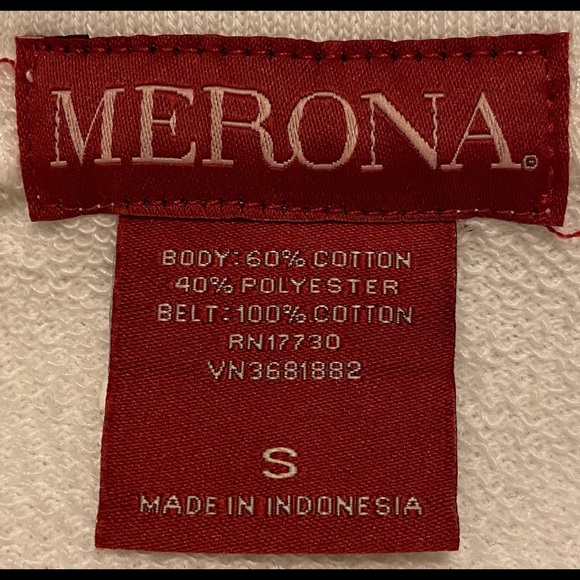 MERONA®
BODY: 60% COTTON
40% POLYESTER
BELT: 100% COTTON
RN17730
VN3681882
S
MADE IN INDONESIA